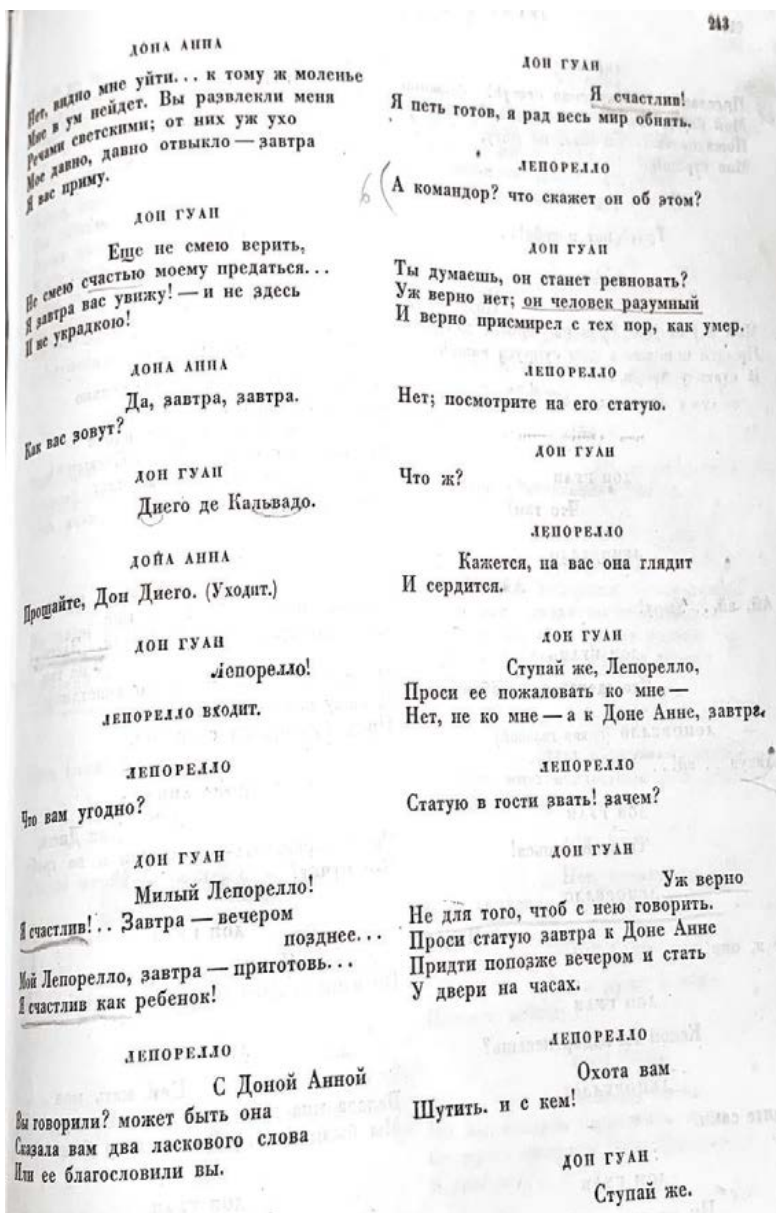 243
ДОНА АННА
Нет, видно мне уйти... к тому ж моленье
Мне в ум нейдет. Вы развлекли меня
Речами светскими; от них уж ухо
Мое давно, давно отвыкло — завтра
Я вас приму.
ДОН ГУАН
Еще не смею верить,
Не смею счастью моему предаться...
Я завтра вас увижу! — и не здесь
И не украдкою!
ДОНА АННА
Да, завтра, завтра.
Как вас зовут?
ДОН ГУАН
Диего де Кальвадо.
ДОНА АННА
Прощайте, Дон Диего. (Уходит.)
ДОН ГУАН
Лепорелло!
ЛЕПОРЕЛЛО ВХОДИТ.
ЛЕПОРЕЛЛО
Что вам угодно?
ДОН ГУАН
Милый Лепорелло!
Я счастлив!.. Завтра — вечером
позднее...
Мой Лепорелло, завтра — приготовь...
Я счастлив как ребенок!
ЛЕПОРЕЛЛО
С Доной Анной
Вы говорили? может быть она
Сказала вам два ласкового слова
Или ее благословили вы.
ДОН ГУАН
Я счастлив!
Я петь готов, я рад весь мир обнять.
ЛЕПОРЕЛЛО
А командор? что скажет он об этом?
ДОН ГУАН
Ты думаешь, он станет ревновать?
Уж верно нет; он человек разумный
И верно присмирел с тех пор, как умер.
ЛЕПОРЕЛЛО
Нет; посмотрите на его статую.
ДОН ГУАН
Что ж?
ЛЕПОРЕЛЛО
Кажется, на вас она глядит
И сердится.
ДОН ГУАН
Ступай же, Лепорелло,
Проси ее пожаловать ко мне —
Нет, не ко мне — а к Доне Анне, завтра.
ЛЕПОРЕЛЛО
Статую в гости звать! зачем?
ДОН ГУАН
Уж верно
Не для того, чтоб с нею говорить.
Проси статую завтра к Доне Анне
Придти попозже вечером и стать
У двери на часах.
ЛЕПОРЕЛЛО
Охота вам
Шутить. и с кем!
ДОН ГУАН
Ступай же.